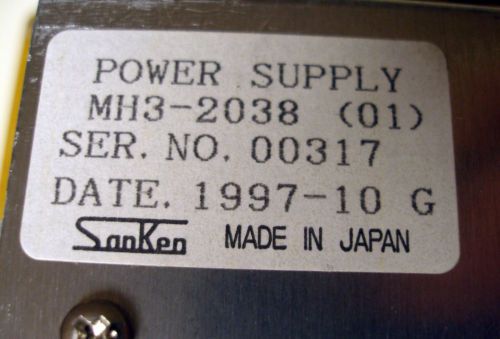 POWER SUPPLY
MH3-2038 (01)
SER. NO. 00317
DATE. 1997-10 G
SanKen MADE IN JAPAN